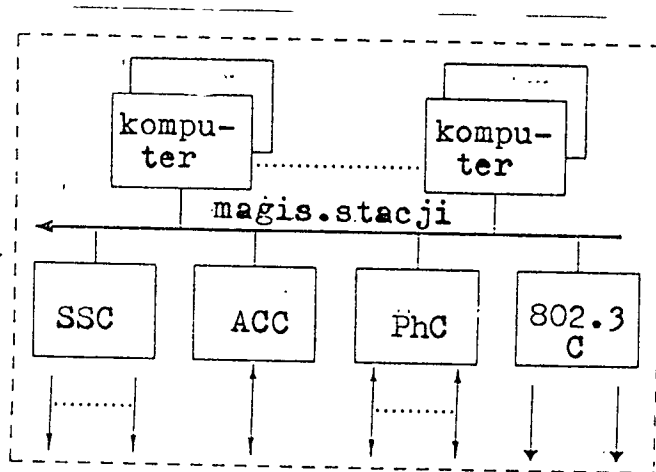 kompu-
ter
kompu-
ter
magis.stacji
SSC
ACC
PhC
802.3
C